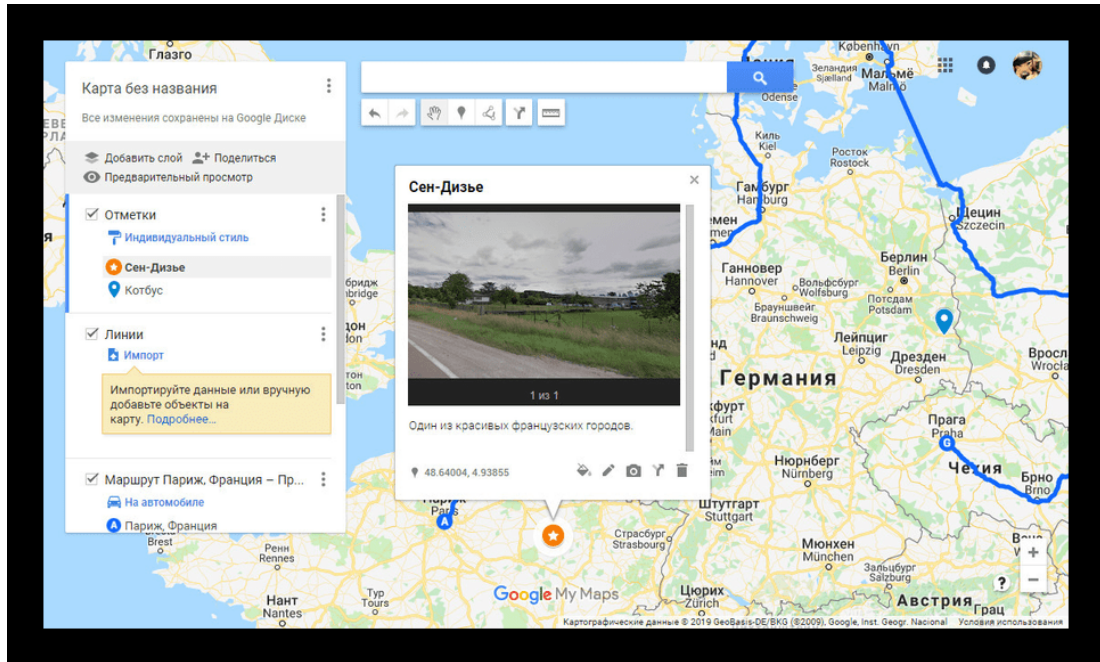 Глазго
Карта без названия
Все изменения сохранены на Google Диске
Добавить слой
Поделиться
Предварительный просмотр
Отметки
Индивидуальный стиль
Сен-Дизье
Котбус
Линии
Импорт
Импортируйте данные или вручную
добавьте объекты на
карту. Подробнее...
Маршрут Париж, Франция – Пр...
На автомобиле
A Париж, Франция
Сен-Дизье
1 из 1
Один из красивых французских городов.
48.64004, 4.93855
København
Зеландия
Sjælland
Мальмё
Malmö
Odense
Киль
Kiel
Росток
Rostock
Гамбург
Hamburg
Щецин
Szczecin
Берлин
Berlin
Ганновер
Hannover
Вольфсбург
Wolfsburg
Потсдам
Potsdam
Брауншвейг
Braunschweig
Лейпциг
Leipzig
Дрезден
Dresden
Германия
Прага
Praha
G
Чехия
Брно
Brno
Нюрнберг
Nürnberg
Штутгарт
Stuttgart
Paris
A
Страсбург
Strasbourg
Мюнхен
München
Зальцбург
Salzburg
Brest
Ренн
Rennes
Нант
Nantes
Тур
Tours
Цюрих
Zürich
Австрия
Грац
?
Google My Maps
Картографические данные © 2019 GeoBasis-DE/BKG (©2009), Google, Inst. Geogr. Nacional
Условия использования